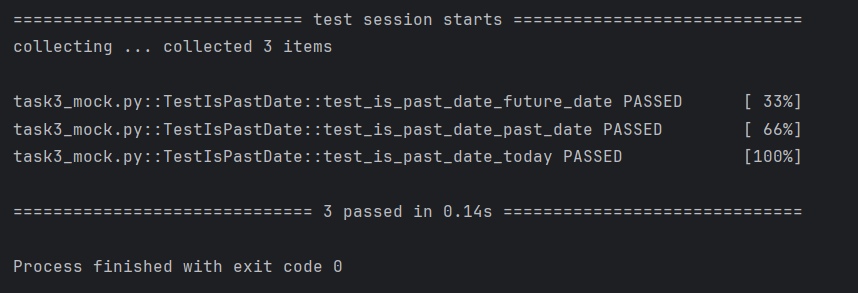 ============================= test session starts =============================
collecting ... collected 3 items
task3_mock.py::TestIsPastDate::test_is_past_date_future_date PASSED      [ 33%]
task3_mock.py::TestIsPastDate::test_is_past_date_past_date PASSED        [ 66%]
task3_mock.py::TestIsPastDate::test_is_past_date_today PASSED            [100%]
============================== 3 passed in 0.14s ==============================
Process finished with exit code 0